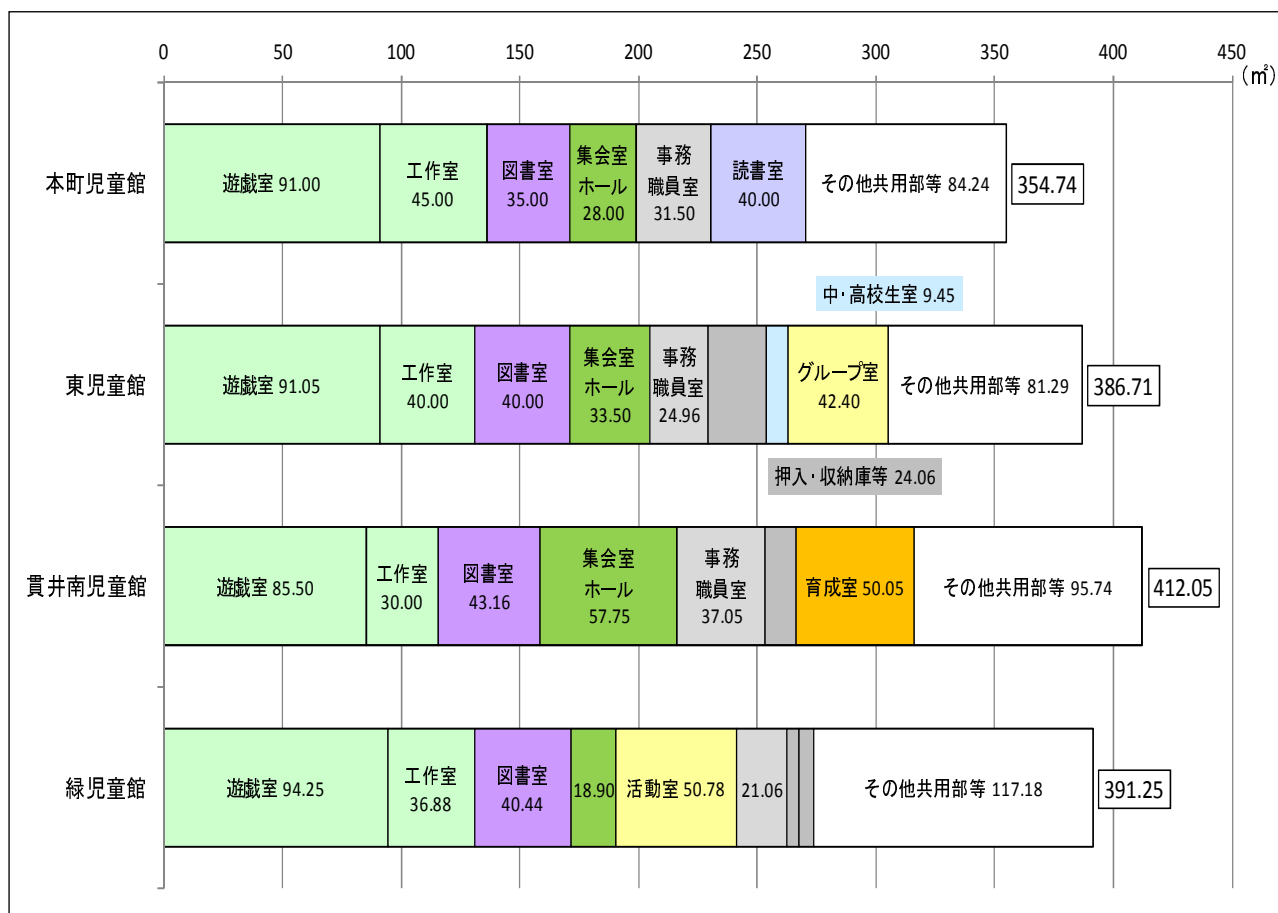 0 50 100 150 200 250 300 350 400 450
(㎡)
本町児童館
遊戯室 91.00
工作室
45.00
図書室
35.00
集会室
ホール
28.00
事務
職員室
31.50
読書室
40.00
その他共用部等 84.24
354.74
中・高校生室 9.45
東児童館
遊戯室 91.05
工作室
40.00
図書室
40.00
集会室
ホール
33.50
事務
職員室
24.96
グループ室
42.40
その他共用部等 81.29
386.71
押入・収納庫等 24.06
貫井南児童館
遊戯室 85.50
工作室
30.00
図書室
43.16
集会室
ホール
57.75
事務
職員室
37.05
育成室 50.05
その他共用部等 95.74
412.05
緑児童館
遊戯室 94.25
工作室
36.88
図書室
40.44
18.90
活動室 50.78
21.06
その他共用部等 117.18
391.25